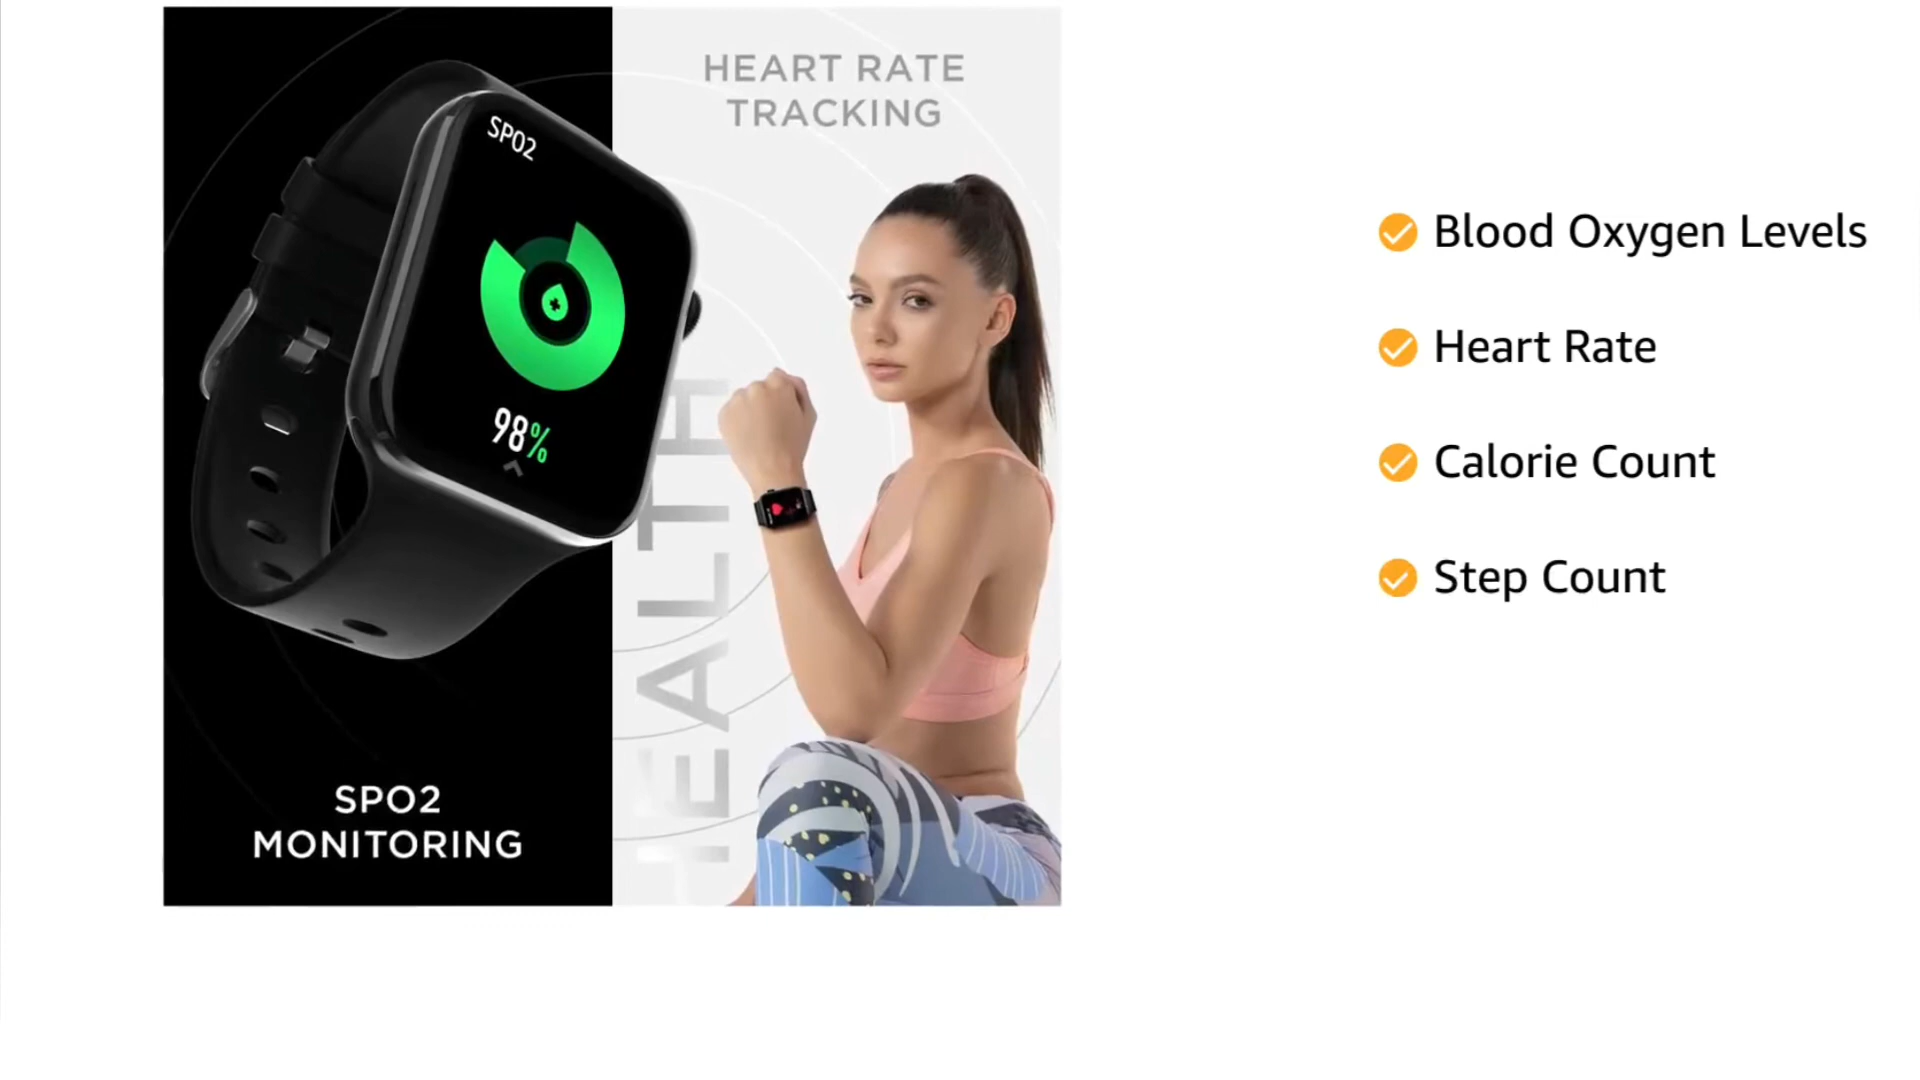 SPO2
98%
SPO2
MONITORING
HEART RATE
TRACKING
HEALTH
Blood Oxygen Levels
Heart Rate
Calorie Count
Step Count